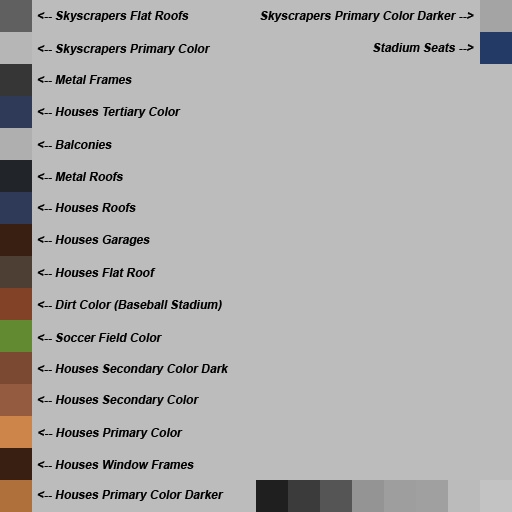 <-- Skyscrapers Flat Roofs
Skyscrapers Primary Color Darker -->
<-- Skyscrapers Primary Color
Stadium Seats -->
<-- Metal Frames
<-- Houses Tertiary Color
<-- Balconies
<-- Metal Roofs
<-- Houses Roofs
<-- Houses Garages
<-- Houses Flat Roof
<-- Dirt Color (Baseball Stadium)
<-- Soccer Field Color
<-- Houses Secondary Color Dark
<-- Houses Secondary Color
<-- Houses Primary Color
<-- Houses Window Frames
<-- Houses Primary Color Darker